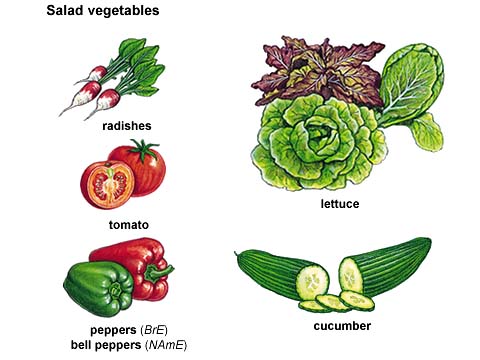 Salad vegetables
radishes
lettuce
tomato
peppers (BrE)
bell peppers (NAmE)
cucumber